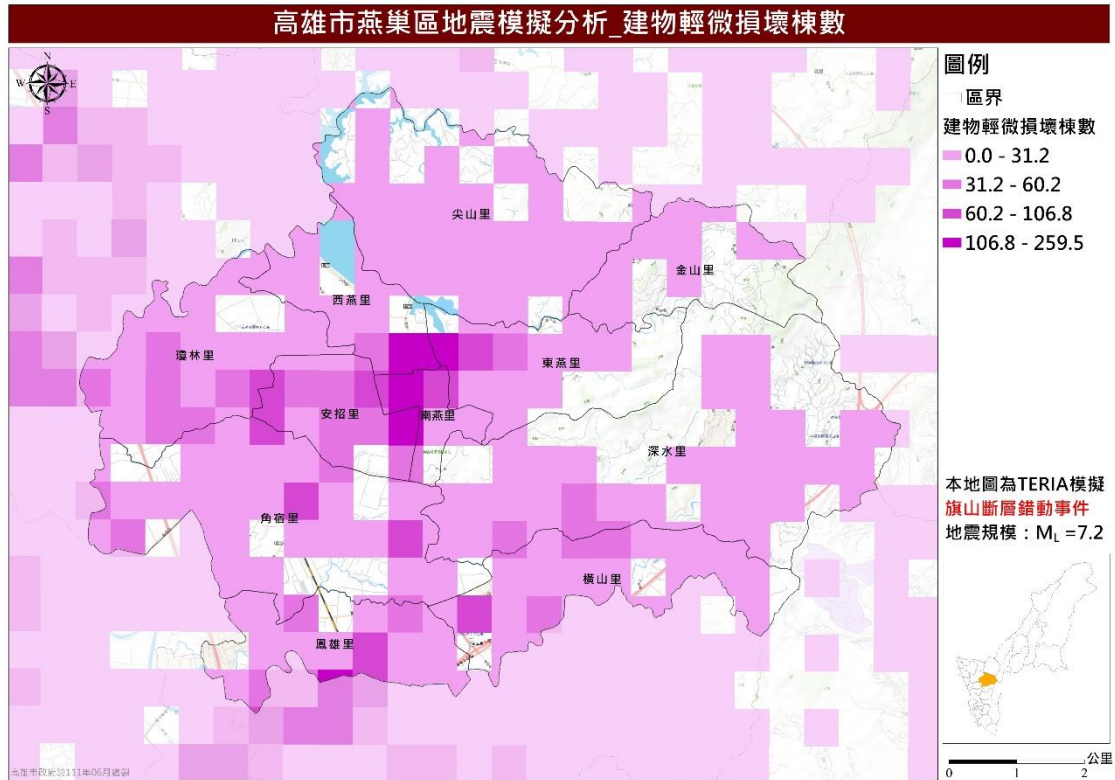 高雄市燕巢區地震模擬分析_建物輕微損壞棟數
N
W
E
S
尖山里
金山里
西燕里
瓊林里
東燕里
安招里
南燕里
深水里
角宿里
橫山里
鳳雄里
圖例
區界
建物輕微損壞棟數
0.0 - 31.2
31.2 - 60.2
60.2 - 106.8
106.8 - 259.5
本地圖為TERIA模擬
旗山斷層錯動事件
地震規模：ML =7.2
公里
0 1 2
高雄市政府於111年06月繪製